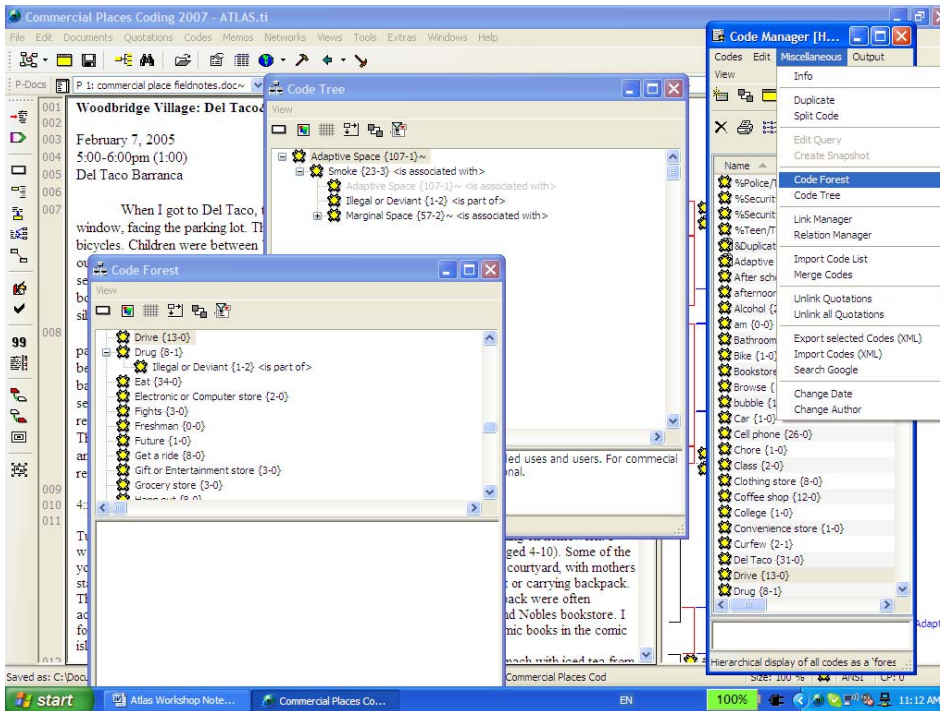 Commercial Places Coding 2007 - ATLAS.ti
File Edit Documents Quotations Codes Memos Networks Views Tools Extras Windows Help
P-Docs P 1: commercial place fieldnotes.doc~
001 Woodbridge Village: Del Taco
002
003 February 7, 2005
004 5:00-6:00pm (1:00)
005 Del Taco Barranca
006
007 When I got to Del Taco,
window, facing the parking lot.
bicycles. Children were between
008
009
010
011
Code Tree
View
Adaptive Space {107-1}~
Smoke {23-3} <is associated with>
Adaptive Space {107-1}~ <is associated with>
Illegal or Deviant {1-2} <is part of>
Marginal Space {57-2}~ <is associated with>
led uses and users. For commecial
Code Forest
View
Drive {13-0}
Drug {8-1}
Illegal or Deviant {1-2} <is part of>
Eat {34-0}
Electronic or Computer store {2-0}
Fights {3-0}
Freshman {0-0}
Future {1-0}
Get a ride {8-0}
Gift or Entertainment store {3-0}
Grocery store {3-0}
Hang out {8-0}
ged 4-10). Some of the
courtyard, with mothers
or carrying backpack.
ack were often
nd Nobles bookstore. I
mic books in the comic
with iced tea from
Code Manager [H...
Codes Edit Miscellaneous Output
View
Info
Duplicate
Split Code
Edit Query
Create Snapshot
Code Forest
Code Tree
Link Manager
Relation Manager
Import Code List
Merge Codes
Unlink Quotations
Unlink all Quotations
Export selected Codes (XML)
Import Codes (XML)
Search Google
Change Date
Change Author
Name
%Police/
%Securit
%Securit
%Teen/T
&Duplicat
Adaptive
After sch
afternoor
Alcohol {2
am {0-0}
Bathroom
Bike {1-0}
Bookstore
Browse {
bubble {1
Car {1-0}
Cell phone {26-0}
Chore {1-0}
Class {2-0}
Clothing store {8-0}
Coffee shop {12-0}
College {1-0}
Convenience store {1-0}
Curfew {2-1}
Del Taco {31-0}
Drive {13-0}
Drug {8-1}
Adapt
Hierarchical display of all codes as a 'fores
Saved as: C:\Docu
Commercial Places Cod
Size: 100 % ANSI CP: 0
start Atlas Workshop Note... Commercial Places Co... EN 100% 11:12 AM